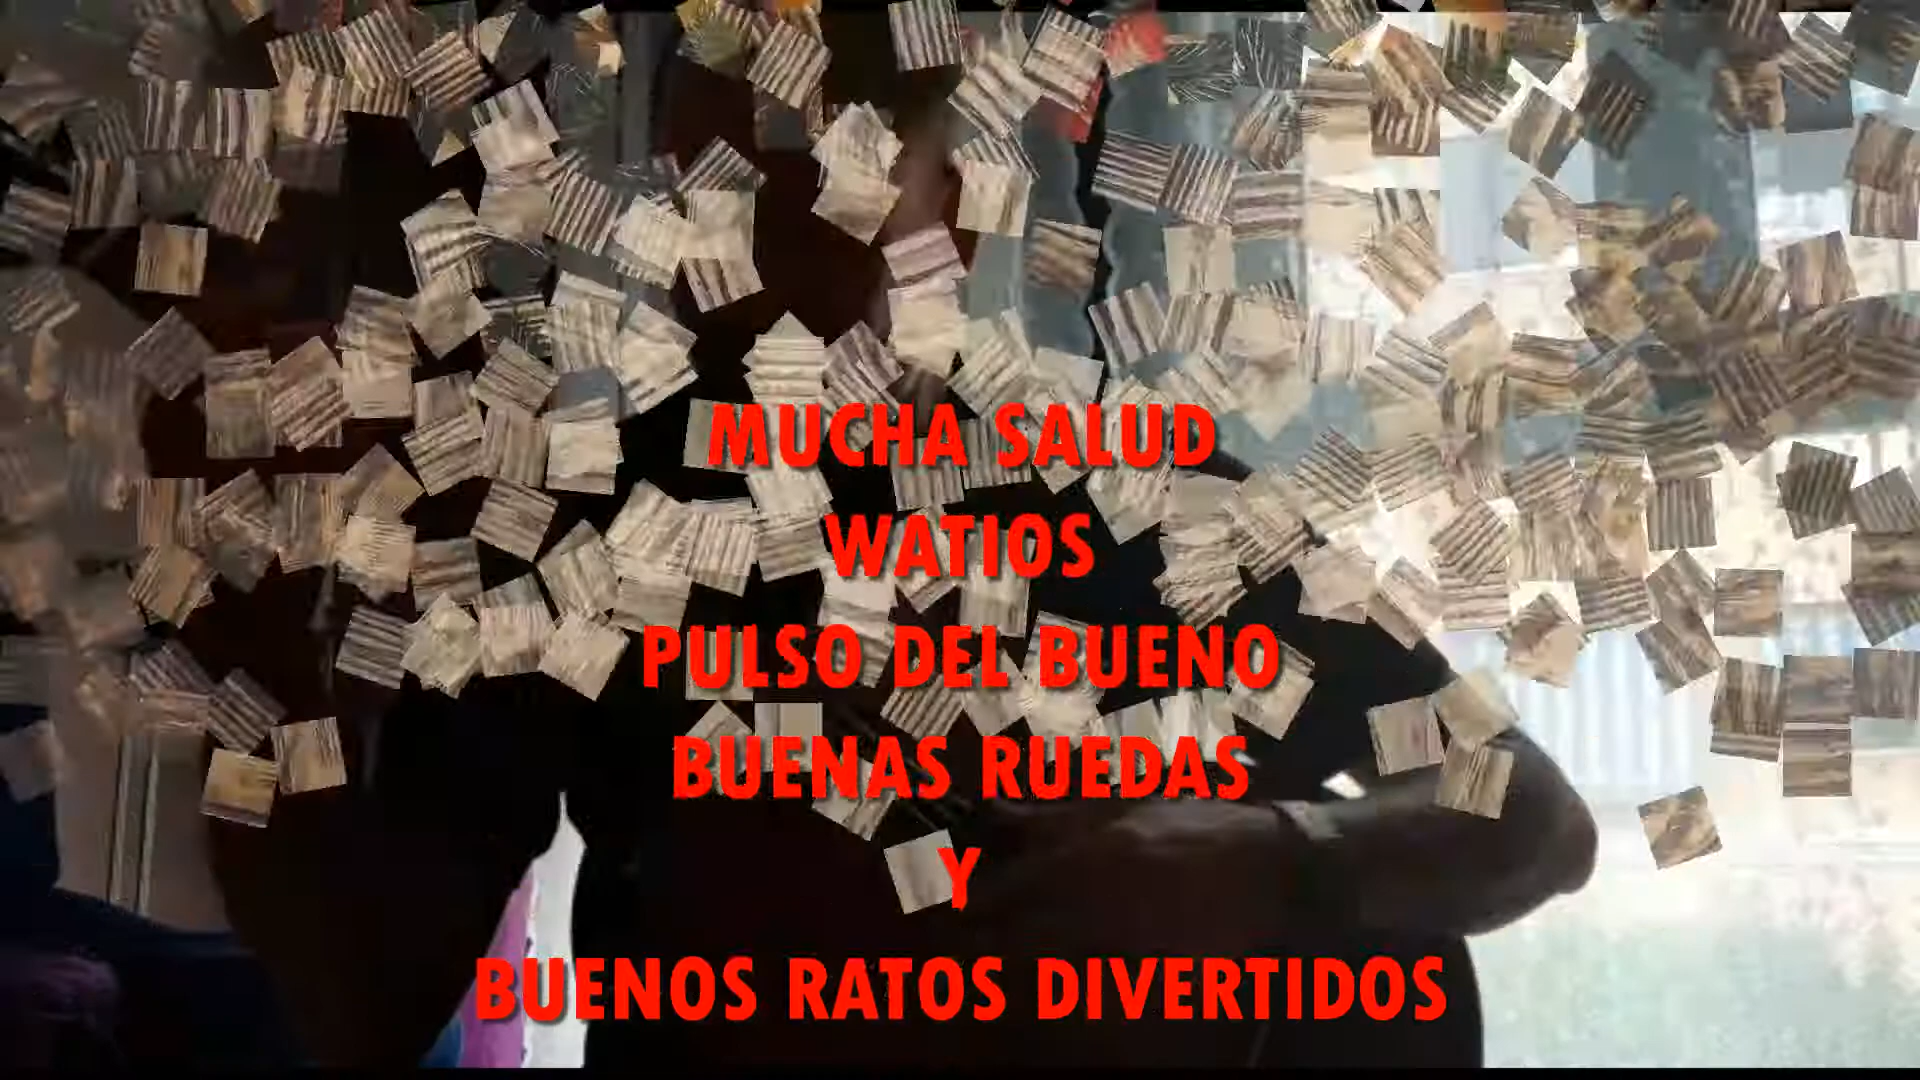 MUCHA SALUD
WATIOS
PULSO DEL BUENO
BUENAS RUEDAS
Y
BUENOS RATOS DIVERTIDOS